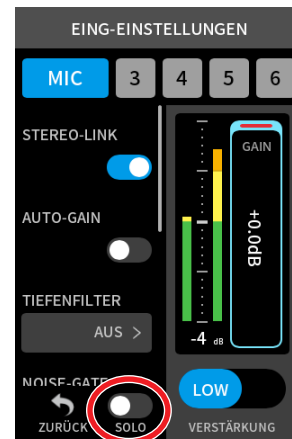 EING-EINSTELLUNGEN
MIC 3 4 5 6
STEREO-LINK
AUTO-GAIN
TIEFENFILTER
AUS >
NOISE-GATE
ZURÜCK SOLO
GAIN
+0.0dB
-4 dB
LOW
VERSTÄRKUNG